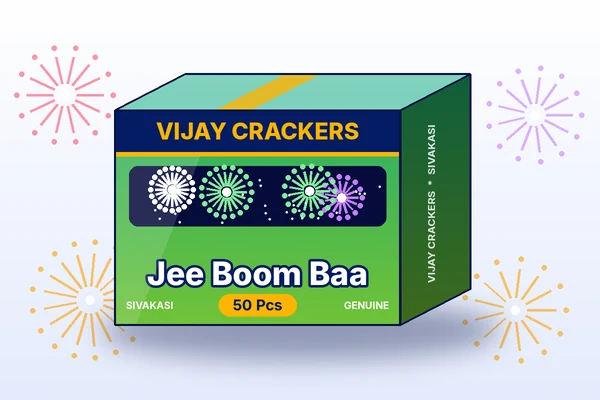 VIJAY CRACKERS
Jee Boom Baa
SIVAKASI
50 Pcs
GENUINE
VIJAY CRACKERS * SIVAKASI